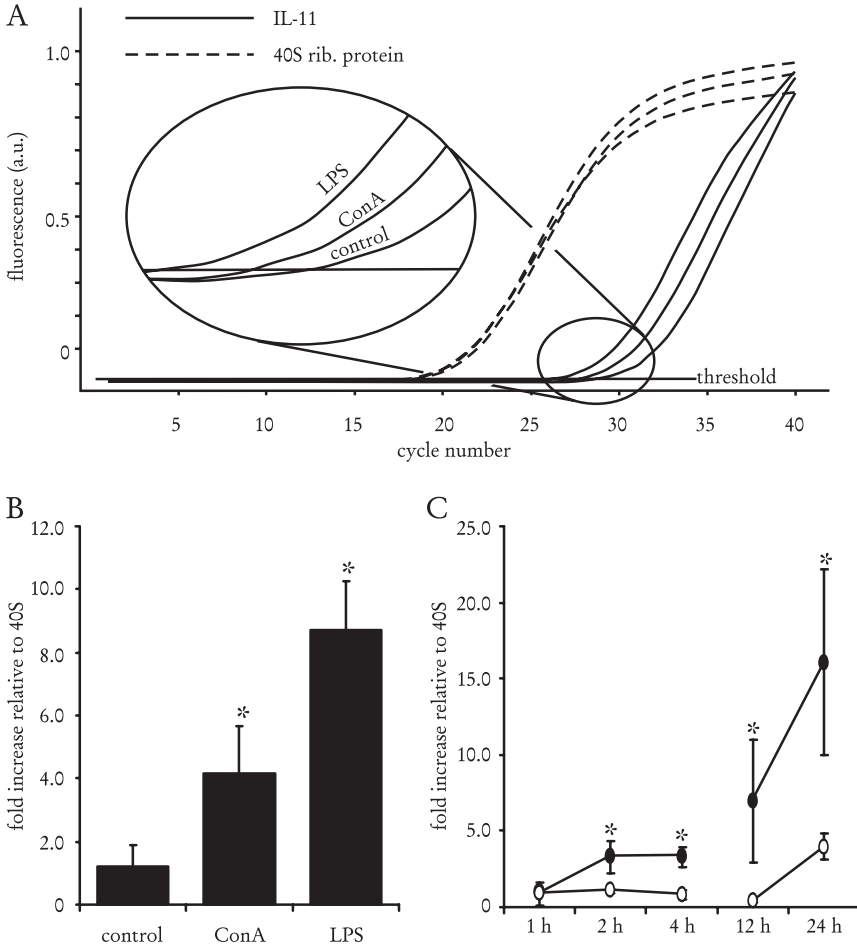 A
IL-11
40S rib. protein
1.0
0.5
0
fluorescence (a.u.)
LPS
ConA
control
threshold
5 10 15 20 25 30 35 40
cycle number
B
12.0
10.0
8.0
6.0
4.0
2.0
0
fold increase relative to 40S
*
*
control ConA LPS
C
25.0
20.0
15.0
10.0
5.0
0
fold increase relative to 40S
*
*
*
*
1 h 2 h 4 h 12 h 24 h